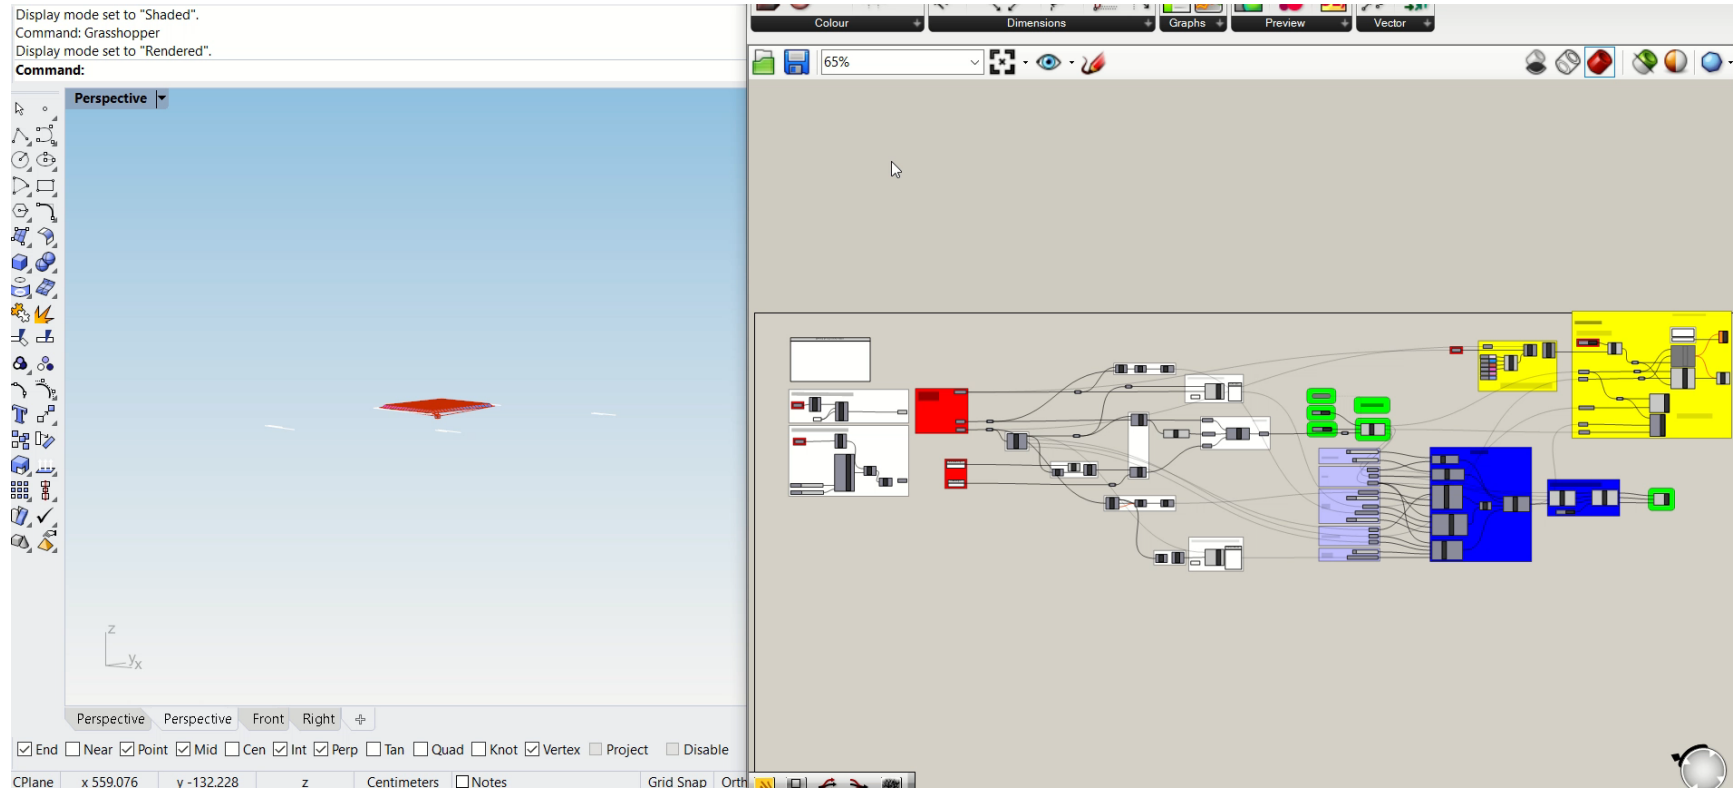 Display mode set to "Shaded".
Command: Grasshopper
Display mode set to "Rendered".
Command:
Colour
Dimensions
Graphs
Preview
Vector
65%
Perspective
z
y
x
Perspective
Perspective
Front
Right
End
Near
Point
Mid
Cen
Int
Perp
Tan
Quad
Knot
Vertex
Project
Disable
CPlane
x 559.076
y -132.228
z
Centimeters
Notes
Grid Snap
Orth